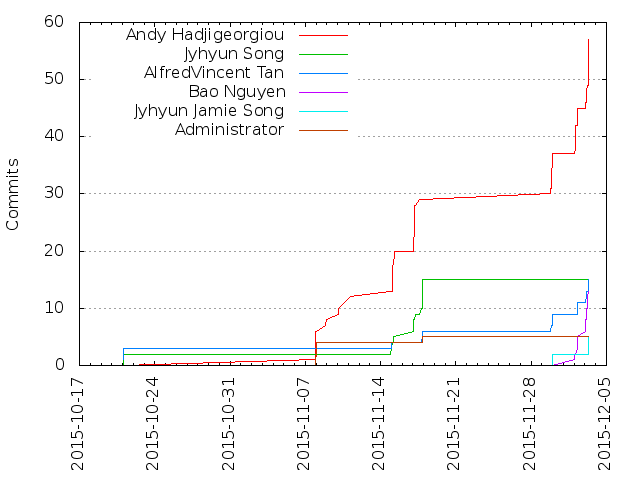 Commits
60
50
40
30
20
10
0
Andy Hadjigeorgiou
Jyhyun Song
AlfredVincent Tan
Bao Nguyen
Jyhyun Jamie Song
Administrator
2015-10-17
2015-10-24
2015-10-31
2015-11-07
2015-11-14
2015-11-21
2015-11-28
2015-12-05